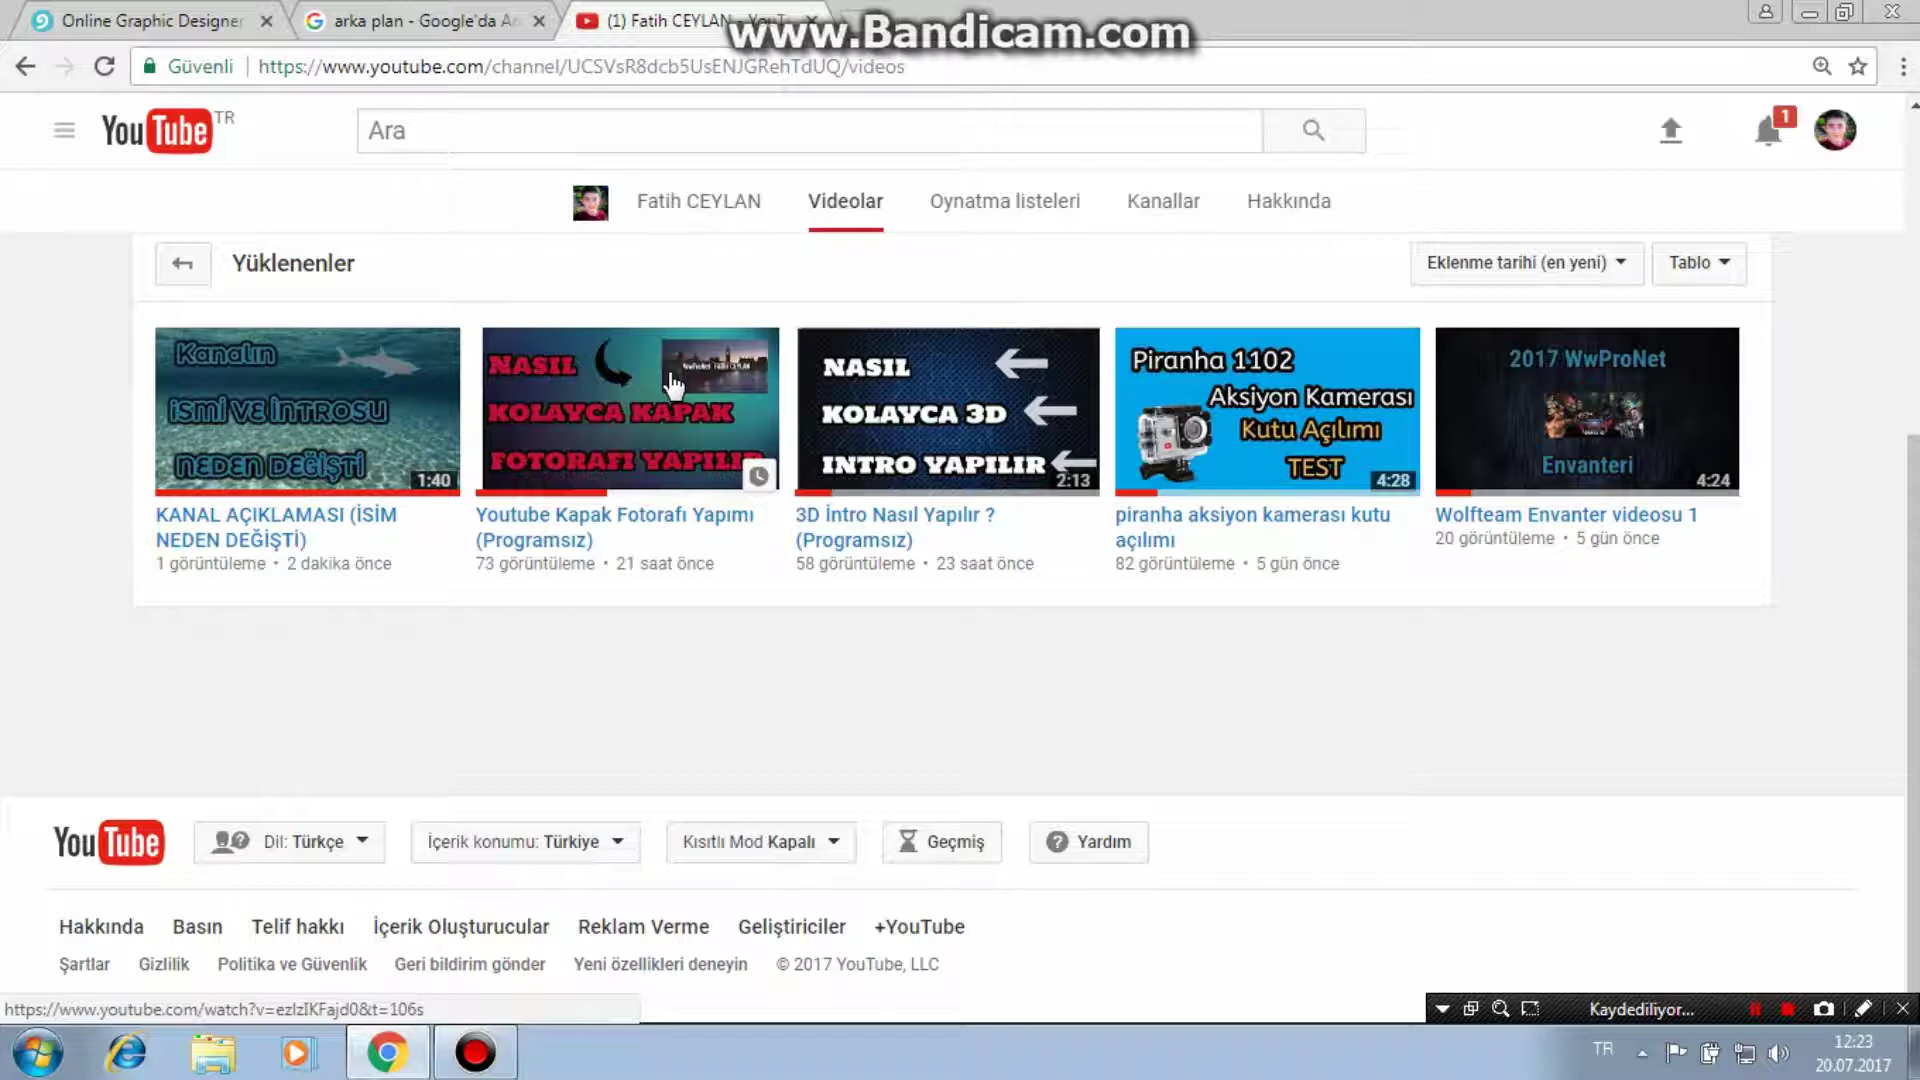 Online Graphic Designer
arka plan - Google'da Ar
(1) Fatih CEYLAN - YouT
www.Bandicam.com
Güvenli
https://www.youtube.com/channel/UCSVsR8dcb5UsENJGRehTdUQ/videos
YouTube TR
Ara
1
Fatih CEYLAN
Videolar
Oynatma listeleri
Kanallar
Hakkında
Yüklenenler
Eklenme tarihi (en yeni)
Tablo
Kanalın
İSMİ VE İNTROSU
NEDEN DEĞİŞTİ
1:40
NASIL
KOLAYCA KAPAK
FOTORAFI YAPILIR
NASIL
KOLAYCA 3D
INTRO YAPILIR
2:13
Piranha 1102
Aksiyon Kamerası
Kutu Açılımı
TEST
4:28
2017 WwProNet
Envanteri
4:24
KANAL AÇIKLAMASI (İSİM
NEDEN DEĞİŞTİ)
1 görüntüleme • 2 dakika önce
Youtube Kapak Fotorafı Yapımı
(Programsız)
73 görüntüleme • 21 saat önce
3D İntro Nasıl Yapılır ?
(Programsız)
58 görüntüleme • 23 saat önce
piranha aksiyon kamerası kutu
açılımı
82 görüntüleme • 5 gün önce
Wolfteam Envanter videosu 1
20 görüntüleme • 5 gün önce
YouTube
Dil: Türkçe
İçerik konumu: Türkiye
Kısıtlı Mod Kapalı
Geçmiş
Yardım
Hakkında Basın Telif hakkı İçerik Oluşturucular Reklam Verme Geliştiriciler +YouTube
Şartlar Gizlilik Politika ve Güvenlik Geri bildirim gönder Yeni özellikleri deneyin © 2017 YouTube, LLC
https://www.youtube.com/watch?v=ezIzIKFajd0&t=106s
Kaydediliyor...
TR
12:23
20.07.2017